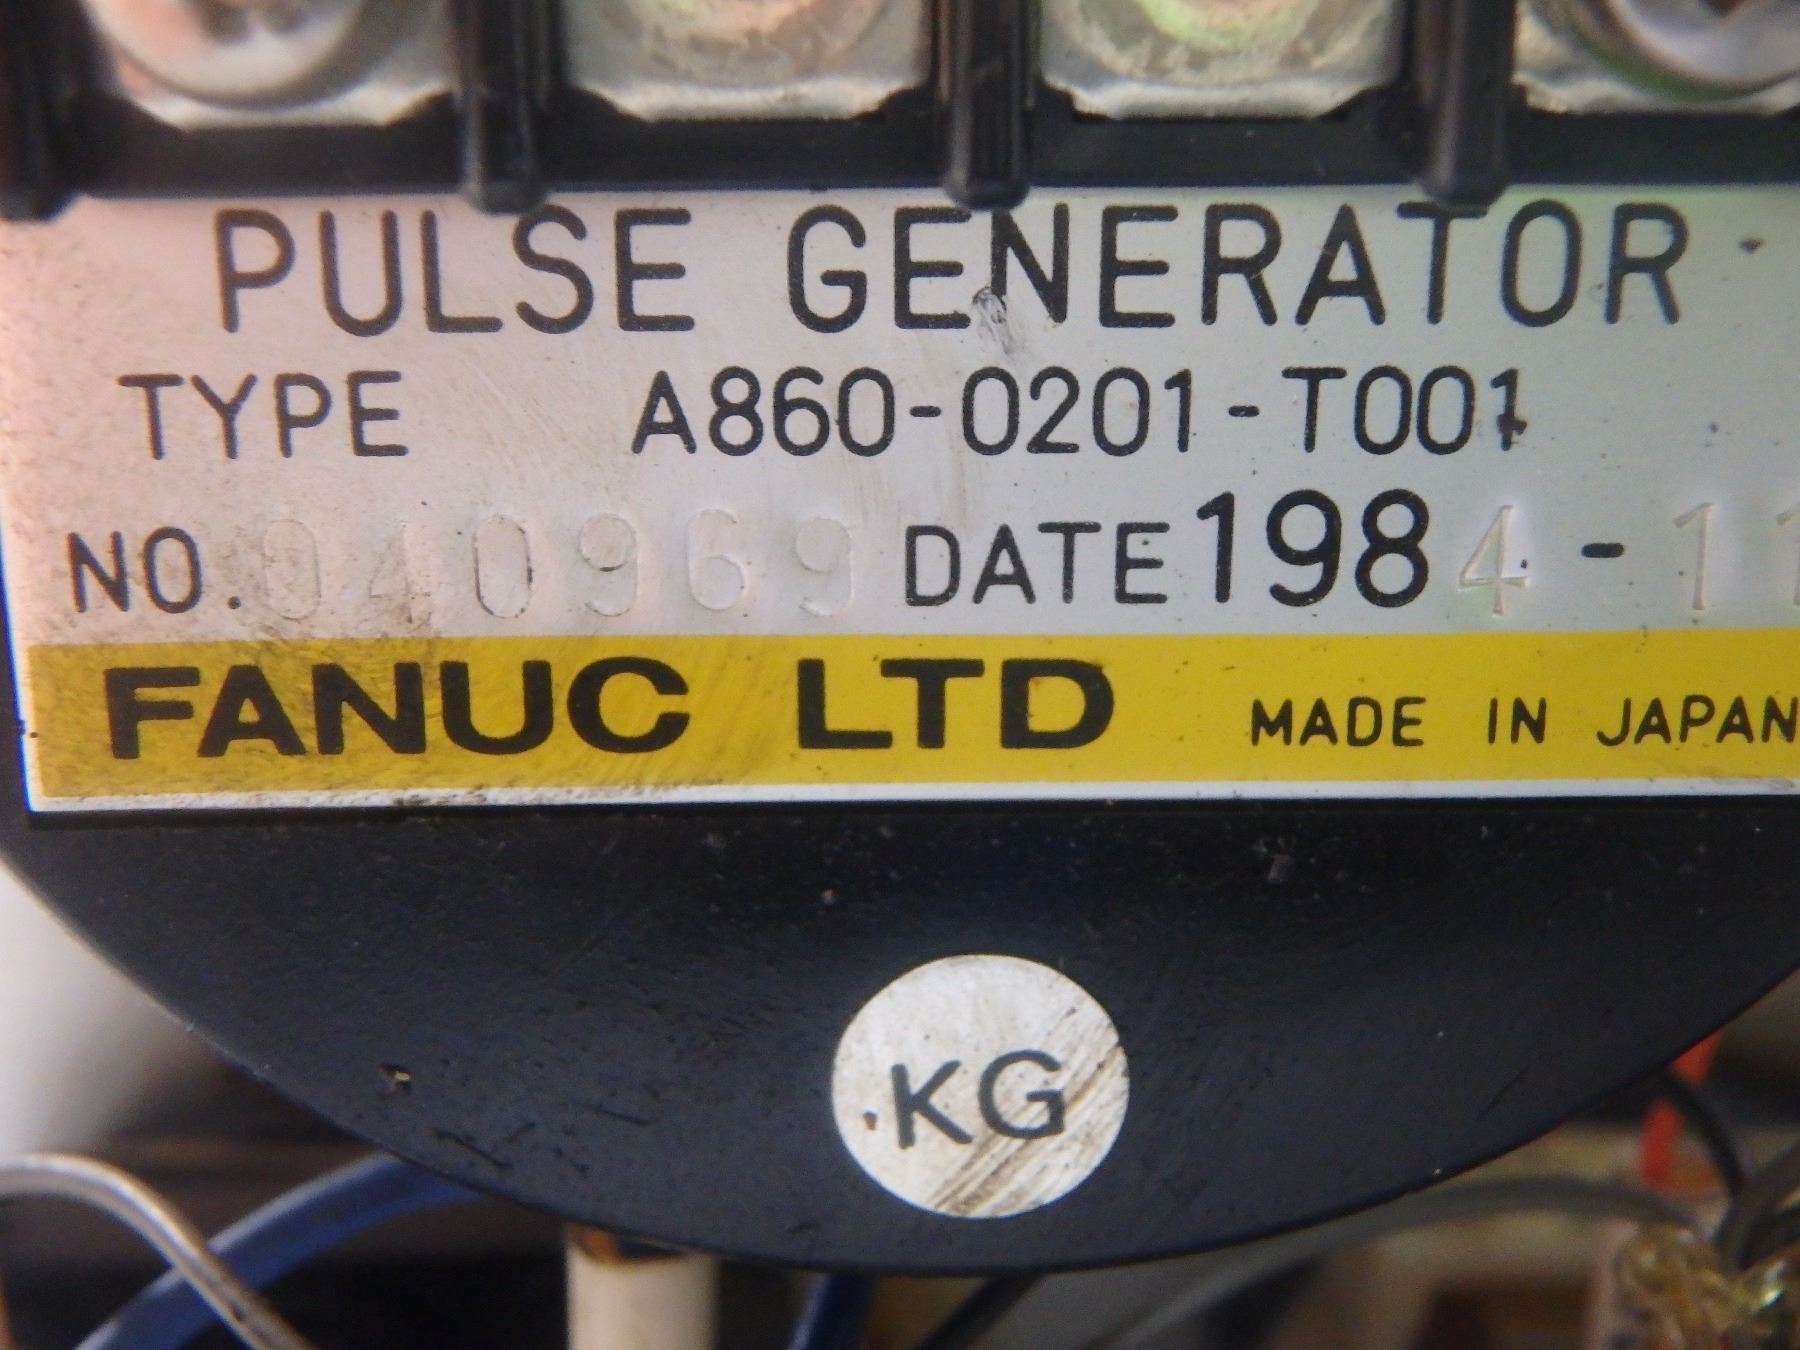 PULSE GENERATOR
TYPE A860-0201-T001
NO. 040969 DATE 1984-11
FANUC LTD MADE IN JAPAN
KG